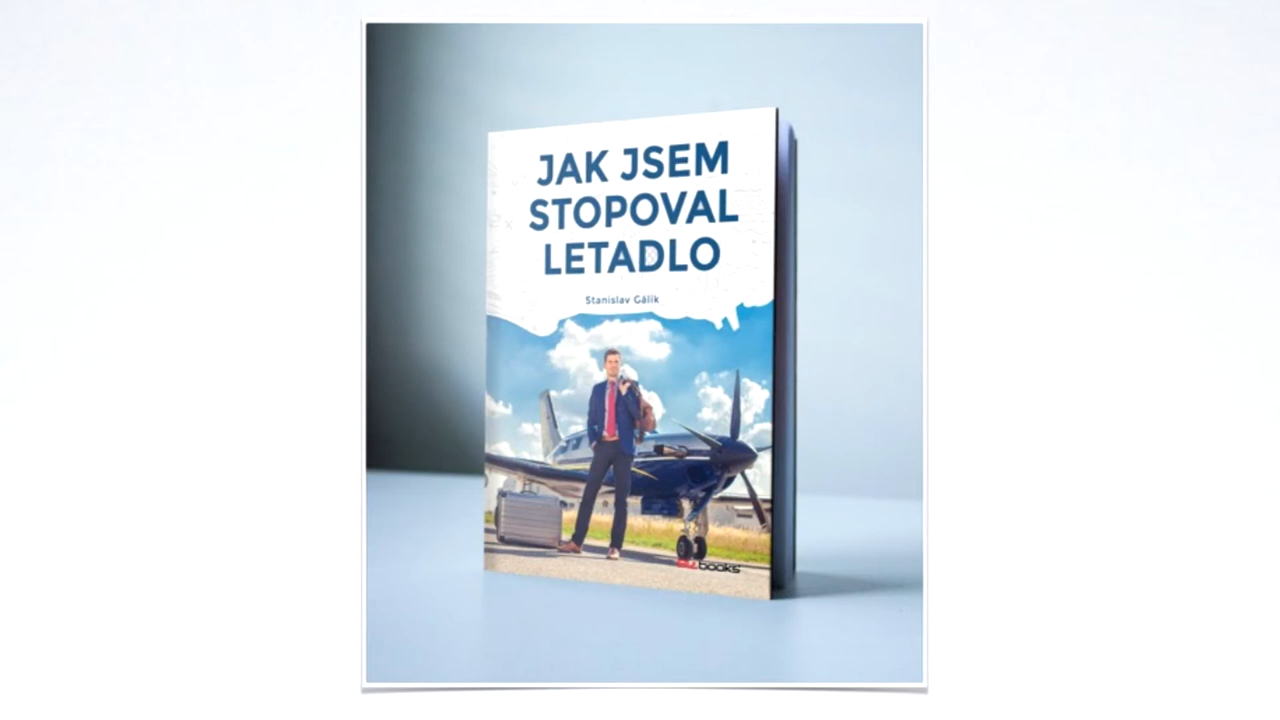 JAK JSEM
STOPOVAL
LETADLO
Stanislav Gálik
books